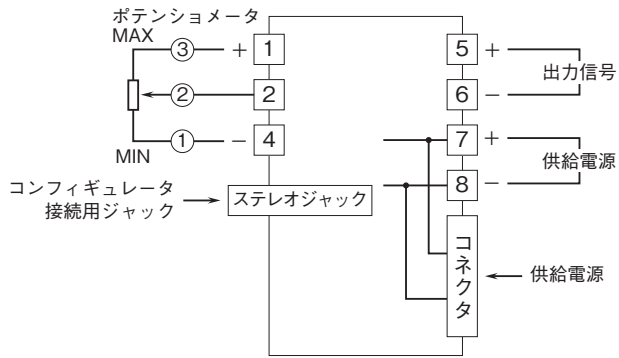 ポテンショメータ
MAX
③
+
1
②
2
①
−
4
MIN
コンフィギュレータ
接続用ジャック
ステレオジャック
5
+
出力信号
6
−
7
+
供給電源
8
−
コネクタ
供給電源